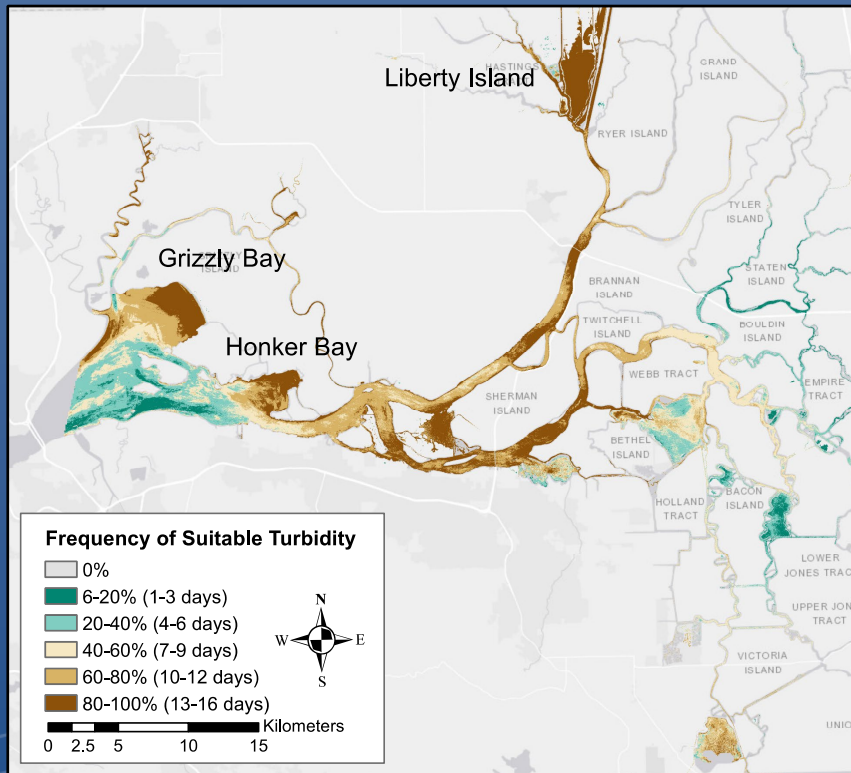 Liberty Island
HASTINGS
GRAND
ISLAND
RYER ISLAND
TYLER
ISLAND
Grizzly Bay
ISLAND
STATEN
ISLAND
BRANNAN
ISLAND
TWITCHELL
ISLAND
BOULDIN
ISLAND
Honker Bay
WEBB TRACT
EMPIRE
TRACT
SHERMAN
ISLAND
BETHEL
ISLAND
HOLLAND
TRACT
BACON
ISLAND
LOWER
JONES TRACT
UPPER JON
TRACT
VICTORIA
ISLAND
UNIO
Frequency of Suitable Turbidity
0%
6-20% (1-3 days)
20-40% (4-6 days)
40-60% (7-9 days)
60-80% (10-12 days)
80-100% (13-16 days)
N
W E
S
Kilometers
0 2.5 5 10 15